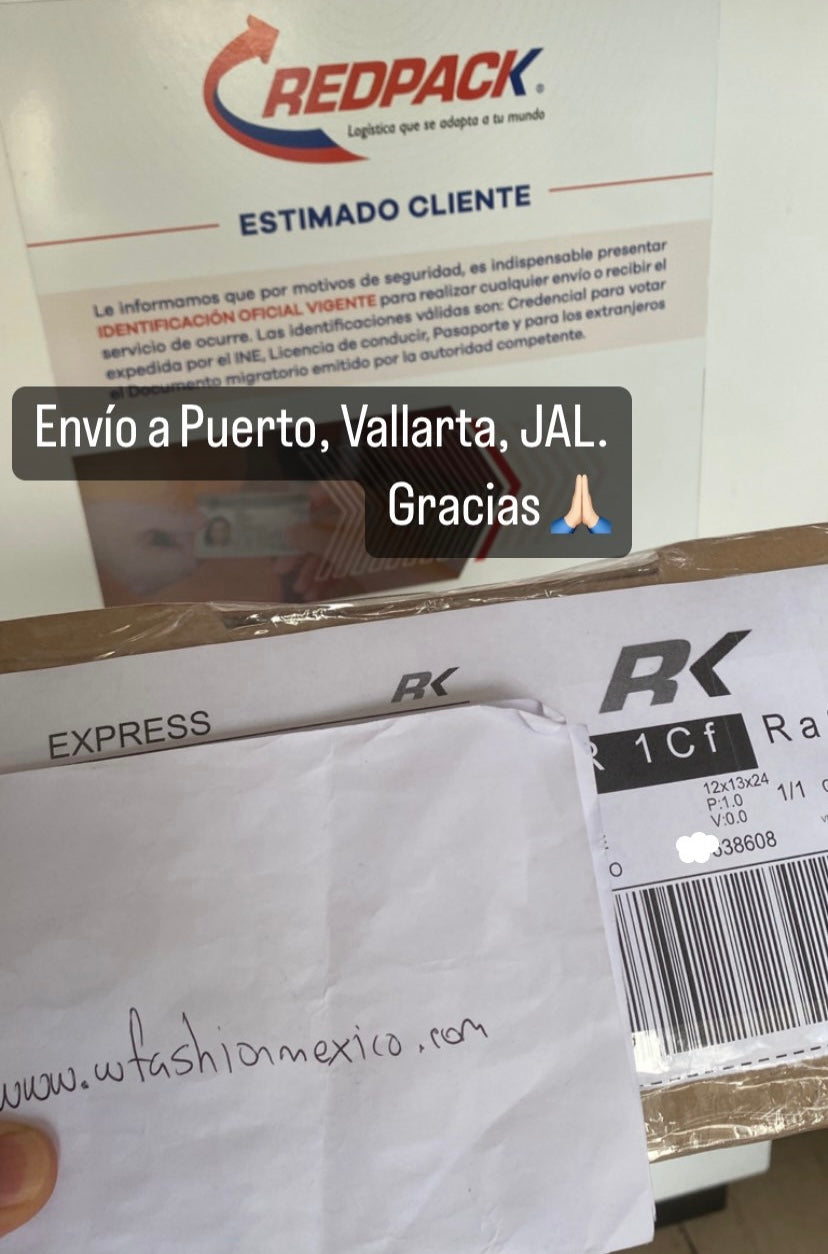 REDPACK®
Logística que se adapta a tu mundo
ESTIMADO CLIENTE
Le informamos que por motivos de seguridad, es indispensable presentar
IDENTIFICACIÓN OFICIAL VIGENTE para realizar cualquier envío o recibir el
servicio de ocurre. Las identificaciones válidas son: Credencial para votar
expedida por el INE, Licencia de conducir, Pasaporte y para los extranjeros
el Documento migratorio emitido por la autoridad competente.
Envío a Puerto, Vallarta, JAL.
Gracias 🙏🏻
RK
RK
EXPRESS
R 1Cf Ra
12x13x24
P:1.0
V:0.0
1/1
38608
www.wfashionmexico.com